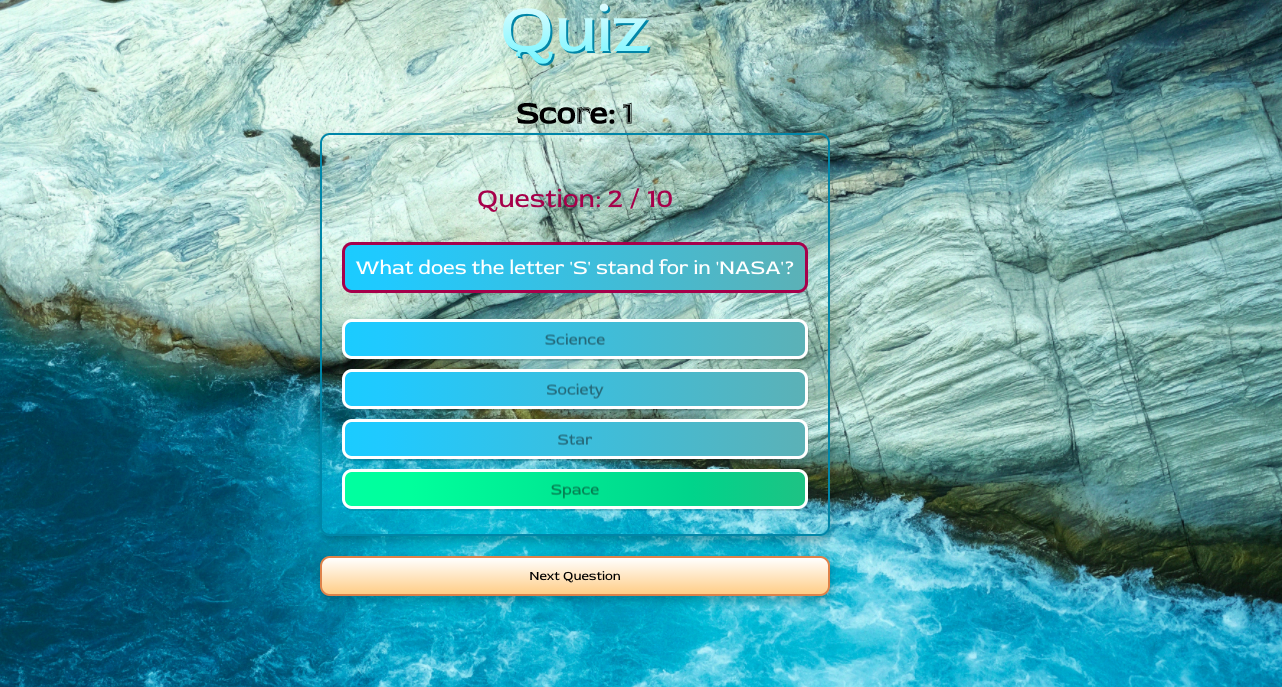 Quiz
Score: 1
Question: 2 / 10
What does the letter 'S' stand for in 'NASA'?
Science
Society
Star
Space
Next Question